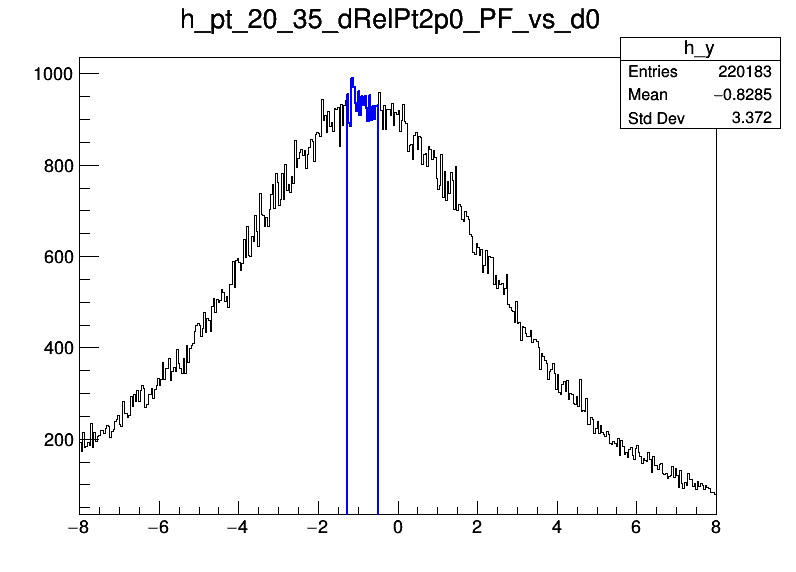 h_pt_20_35_dRelPt2p0_PF_vs_d0
h_y
Entries 220183
Mean −0.8285
Std Dev 3.372
1000
800
600
400
200
−8 −6 −4 −2 0 2 4 6 8